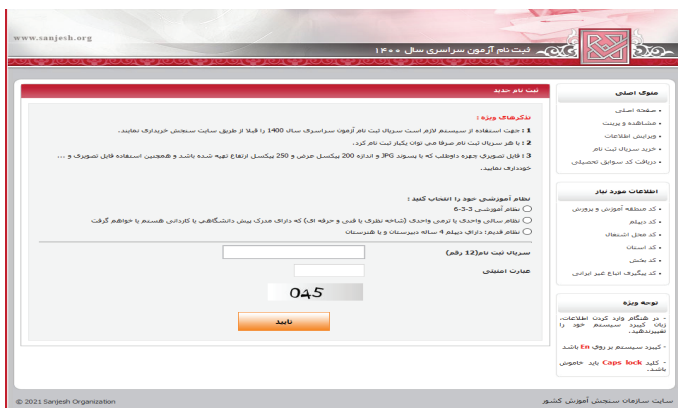 www.sanjesh.org
ثبت نام آزمون سراسری سال ۱۴۰۰
منوی اصلی
• صفحه اصلی
• مشاهده و پرینت
• ویرایش اطلاعات
• خرید سریال ثبت نام
• دریافت کد سوابق تحصیلی
اطلاعات مورد نیاز
• کد منطقه آموزش و پرورش
• کد دیپلم
• کد محل اشتغال
• کد استان
• کد بخش
• کد پیگیری اتباع غیر ایرانی
توجه ویژه
- در هنگام وارد کردن اطلاعات،
زبان کیبرد سیستم خود را
تغییرندهید.
- کیبرد سیستم بر روی En باشد
- کلید Caps lock باید خاموش
باشد.
ثبت نام جدید
تذکرهای ویژه :
1 : جهت استفاده از سیستم لازم است سریال ثبت نام آزمون سراسری سال 1400 را قبلا از طریق سایت سنجش خریداری نمایند.
2 : با هر سریال ثبت نام صرفا می توان یکبار ثبت نام کرد.
3 : فایل تصویری چهره داوطلب که با پسوند JPG و اندازه 200 پیکسل عرض و 250 پیکسل ارتفاع تهیه شده باشد و همچنین استفاده فایل تصویری و ...
خودداری نمایید.
نظام آموزشی خود را انتخاب کنید :
نظام آموزشی 3-3-6
نظام سالی واحدی یا ترمی واحدی (شاخه نظری یا فنی و حرفه ای) که دارای مدرک پیش دانشگاهی یا کاردانی هستم یا خواهم گرفت
نظام قدیم: دارای دیپلم 4 ساله دبیرستان و یا هنرستان
سریال ثبت نام(12 رقم)
عبارت امنیتی
045
تایید
© 2021 Sanjesh Organization
سایت سازمان سنجش آموزش کشور